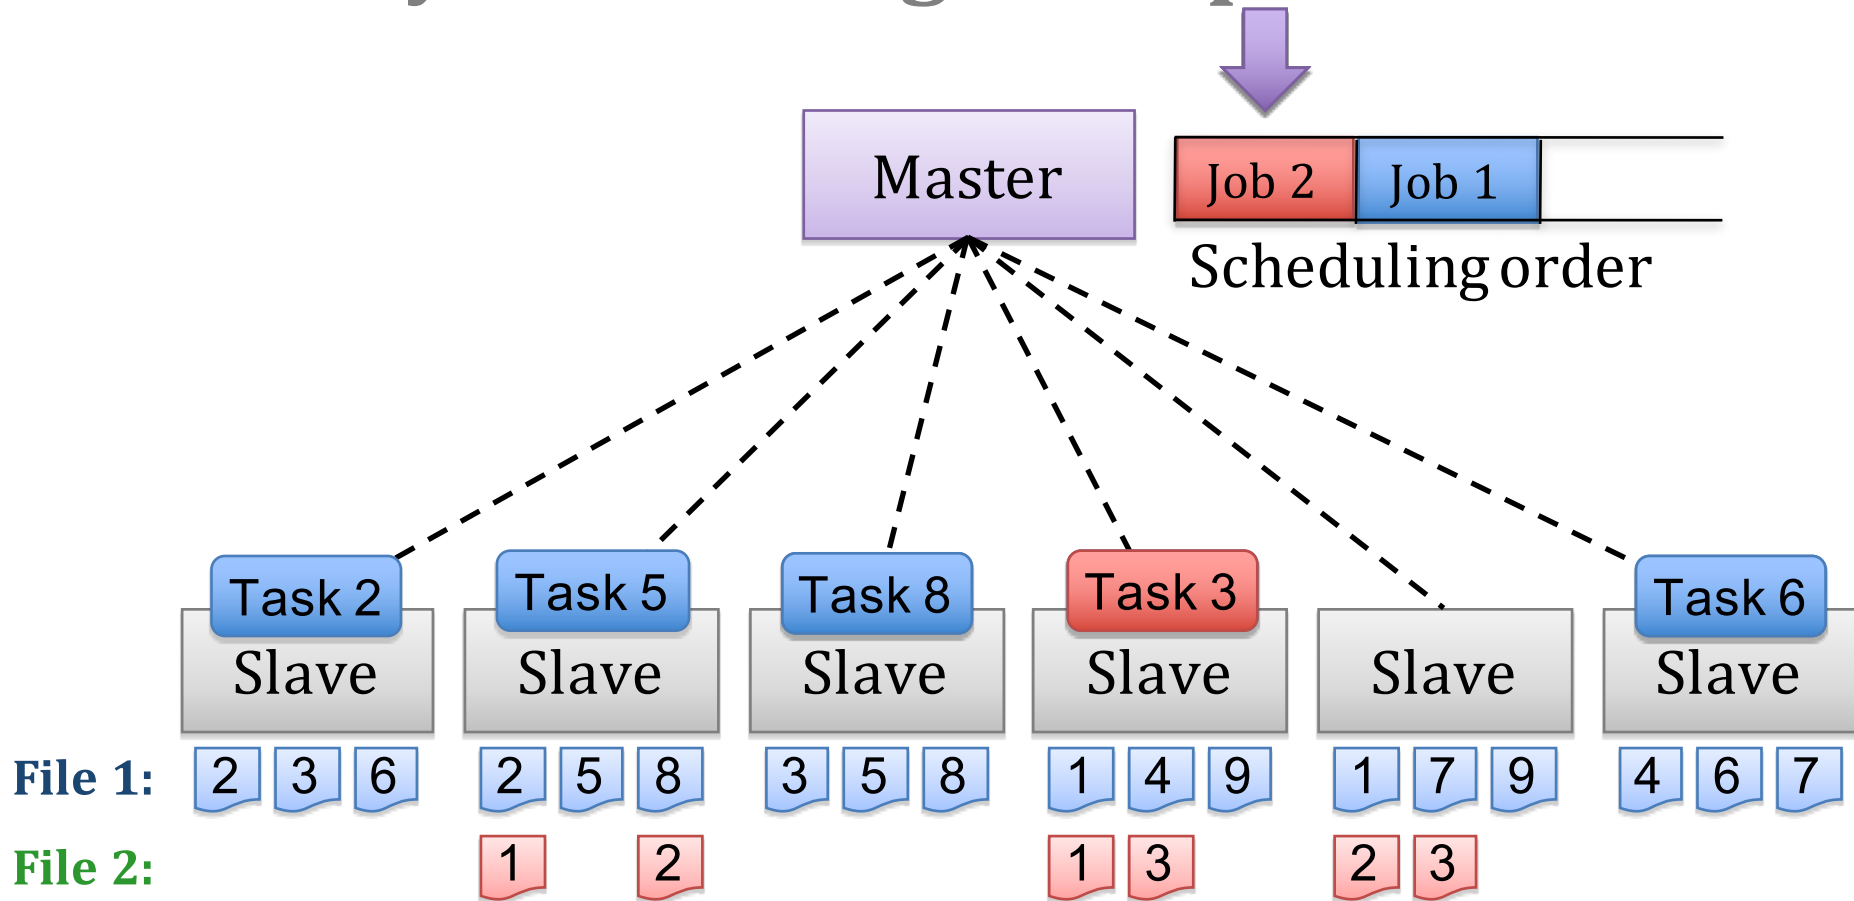 Master
Job 2 Job 1
Scheduling order
Task 2 Task 5 Task 8 Task 3 Task 6
Slave Slave Slave Slave Slave Slave
File 1: 2 3 6 2 5 8 3 5 8 1 4 9 1 7 9 4 6 7
File 2: 1 2 1 3 2 3